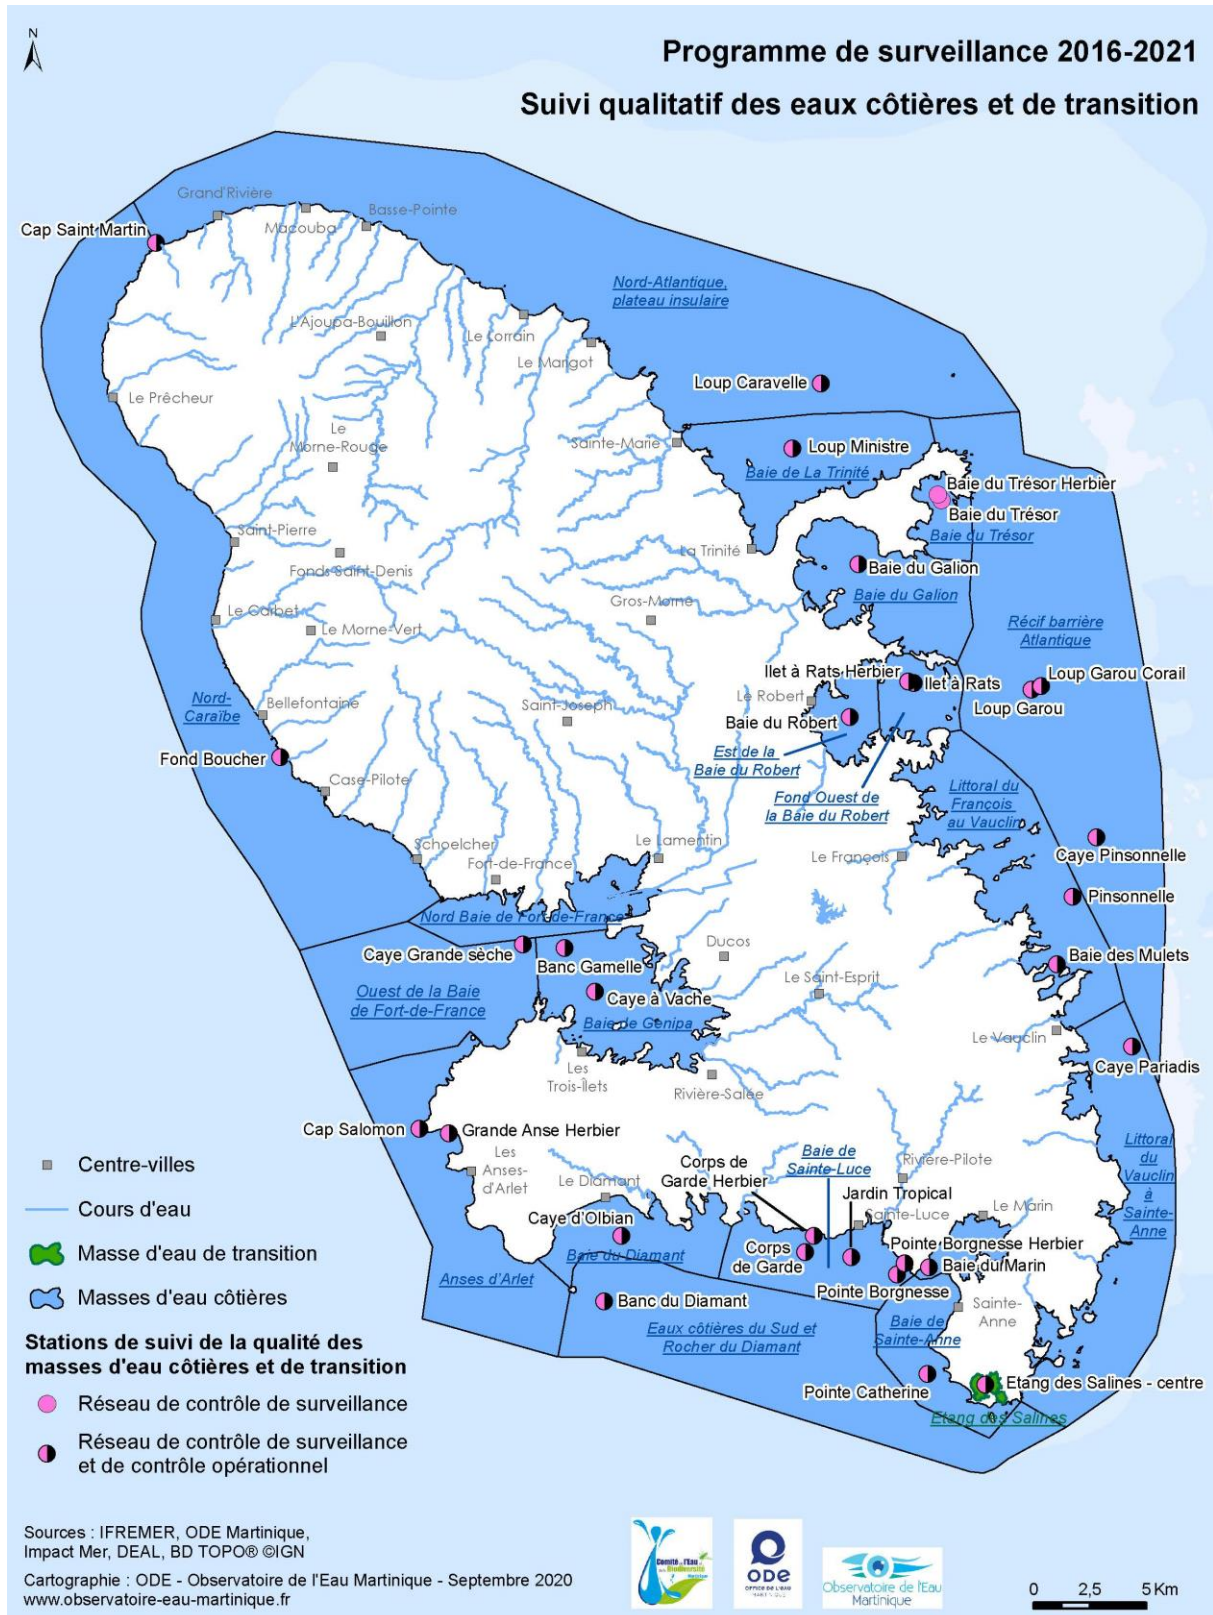 N
Programme de surveillance 2016-2021
Suivi qualitatif des eaux côtières et de transition
Grand'Rivière
Macouba
Basse-Pointe
Cap Saint Martin
Nord-Atlantique,
plateau insulaire
L'Ajoupa-Bouillon
Le Lorrain
Le Margot
Loup Caravelle
Le Prêcheur
Le
Morne-Rouge
Sainte-Marie
Loup Ministre
Baie de La Trinité
Baie du Trésor Herbier
Baie du Trésor
Baie du Trésor
Saint-Pierre
Fonds Saint-Denis
La Trinité
Baie du Galion
Baie du Galion
Le Carbet
Le Morne-Vert
Gros-Morne
Récif barrière
Atlantique
Ilet à Rats Herbier
Ilet à Rats
Loup Garou Corail
Loup Garou
Nord-
Caraïbe
Bellefontaine
Saint-Joseph
Le Robert
Baie du Robert
Fond Boucher
Est de la
Baie du Robert
Case-Pilote
Fond Ouest de
la Baie du Robert
Littoral du
François
au Vauclin
Schoelcher
Fort-de-France
Le Lamentin
Le François
Caye Pinsonnelle
Pinsonnelle
Nord Baie de Fort-de-France
Caye Grande sèche
Banc Gamelle
Ducos
Baie des Mulets
Ouest de la Baie
de Fort-de-France
Caye à Vache
Baie de Génipa
Le Saint-Esprit
Le Vauclin
Caye Pariadis
Les
Trois-Îlets
Rivière-Salée
Cap Salomon
Grande Anse Herbier
Les
Anses-
d'Arlet
Le Diamant
Corps de
Garde Herbier
Baie de
Sainte-Luce
Rivière-Pilote
Littoral
du
Vauclin
à
Sainte-
Anne
Jardin Tropical
Sainte-Luce
Le Marin
Caye d'Olbian
Baie du Diamant
Corps
de Garde
Pointe Borgnesse Herbier
Baie du Marin
Pointe Borgnesse
Anses d'Arlet
Banc du Diamant
Eaux côtières du Sud et
Rocher du Diamant
Baie de
Sainte-Anne
Sainte-
Anne
Pointe Catherine
Etang des Salines - centre
Etang des Salines
Centre-villes
Cours d'eau
Masse d'eau de transition
Masses d'eau côtières
Stations de suivi de la qualité des
masses d'eau côtières et de transition
Réseau de contrôle de surveillance
Réseau de contrôle de surveillance
et de contrôle opérationnel
Sources : IFREMER, ODE Martinique,
Impact Mer, DEAL, BD TOPO® ©IGN
Cartographie : ODE - Observatoire de l'Eau Martinique - Septembre 2020
www.observatoire-eau-martinique.fr
Comité de l'Eau
et de la Biodiversité
Martinique
ODE
OFFICE DE L'EAU
MARTINIQUE
Observatoire de l'Eau
Martinique
0 2,5 5 Km